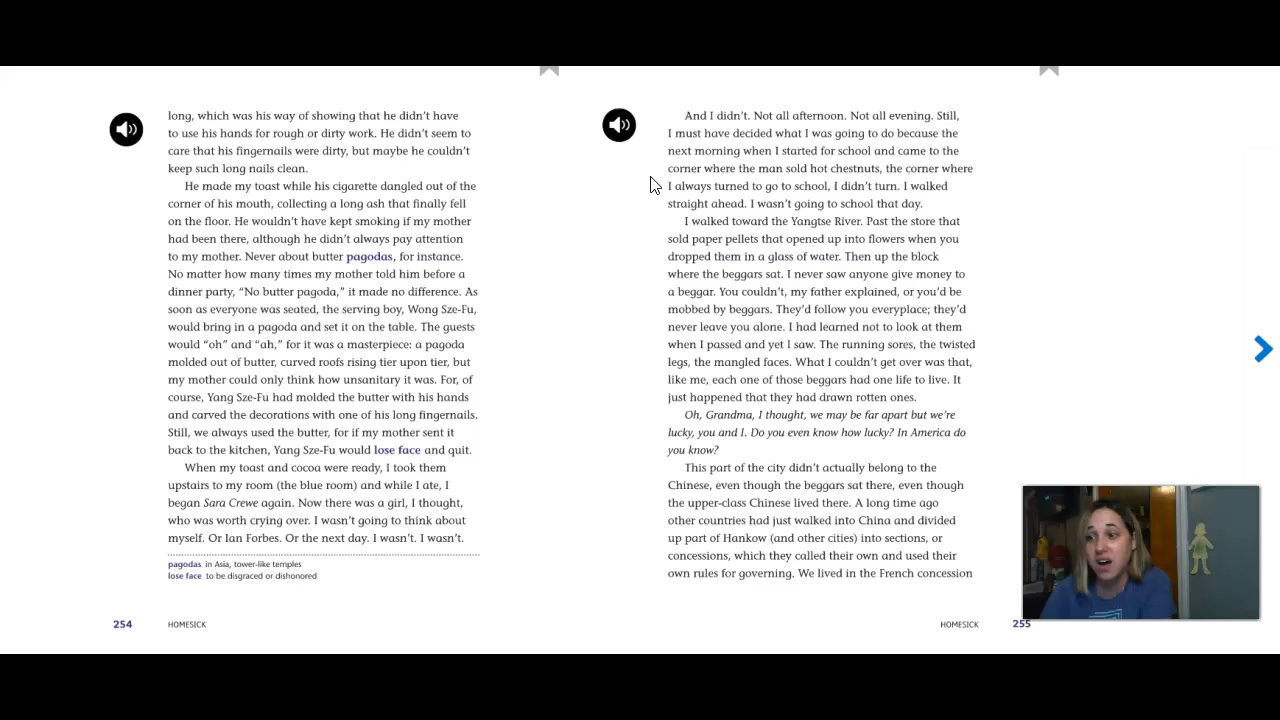 long, which was his way of showing that he didn't have
to use his hands for rough or dirty work. He didn't seem to
care that his fingernails were dirty, but maybe he couldn't
keep such long nails clean.
He made my toast while his cigarette dangled out of the
corner of his mouth, collecting a long ash that finally fell
on the floor. He wouldn't have kept smoking if my mother
had been there, although he didn't always pay attention
to my mother. Never about butter pagodas, for instance.
No matter how many times my mother told him before a
dinner party, “No butter pagoda,” it made no difference. As
soon as everyone was seated, the serving boy, Wong Sze-Fu,
would bring in a pagoda and set it on the table. The guests
would “oh” and “ah,” for it was a masterpiece: a pagoda
molded out of butter, curved roofs rising tier upon tier, but
my mother could only think how unsanitary it was. For, of
course, Yang Sze-Fu had molded the butter with his hands
and carved the decorations with one of his long fingernails.
Still, we always used the butter, for if my mother sent it
back to the kitchen, Yang Sze-Fu would lose face and quit.
When my toast and cocoa were ready, I took them
upstairs to my room (the blue room) and while I ate, I
began Sara Crewe again. Now there was a girl, I thought,
who was worth crying over. I wasn't going to think about
myself. Or Ian Forbes. Or the next day. I wasn't. I wasn't.
pagodas in Asia, tower-like temples
lose face to be disgraced or dishonored
254 HOMESICK
And I didn't. Not all afternoon. Not all evening. Still,
I must have decided what I was going to do because the
next morning when I started for school and came to the
corner where the man sold hot chestnuts, the corner where
I always turned to go to school, I didn't turn. I walked
straight ahead. I wasn't going to school that day.
I walked toward the Yangtse River. Past the store that
sold paper pellets that opened up into flowers when you
dropped them in a glass of water. Then up the block
where the beggars sat. I never saw anyone give money to
a beggar. You couldn't, my father explained, or you'd be
mobbed by beggars. They'd follow you everyplace; they'd
never leave you alone. I had learned not to look at them
when I passed and yet I saw. The running sores, the twisted
legs, the mangled faces. What I couldn't get over was that,
like me, each one of those beggars had one life to live. It
just happened that they had drawn rotten ones.
Oh, Grandma, I thought, we may be far apart but we're
lucky, you and I. Do you even know how lucky? In America do
you know?
This part of the city didn't actually belong to the
Chinese, even though the beggars sat there, even though
the upper-class Chinese lived there. A long time ago
other countries had just walked into China and divided
up part of Hankow (and other cities) into sections, or
concessions, which they called their own and used their
own rules for governing. We lived in the French concession
HOMESICK 255